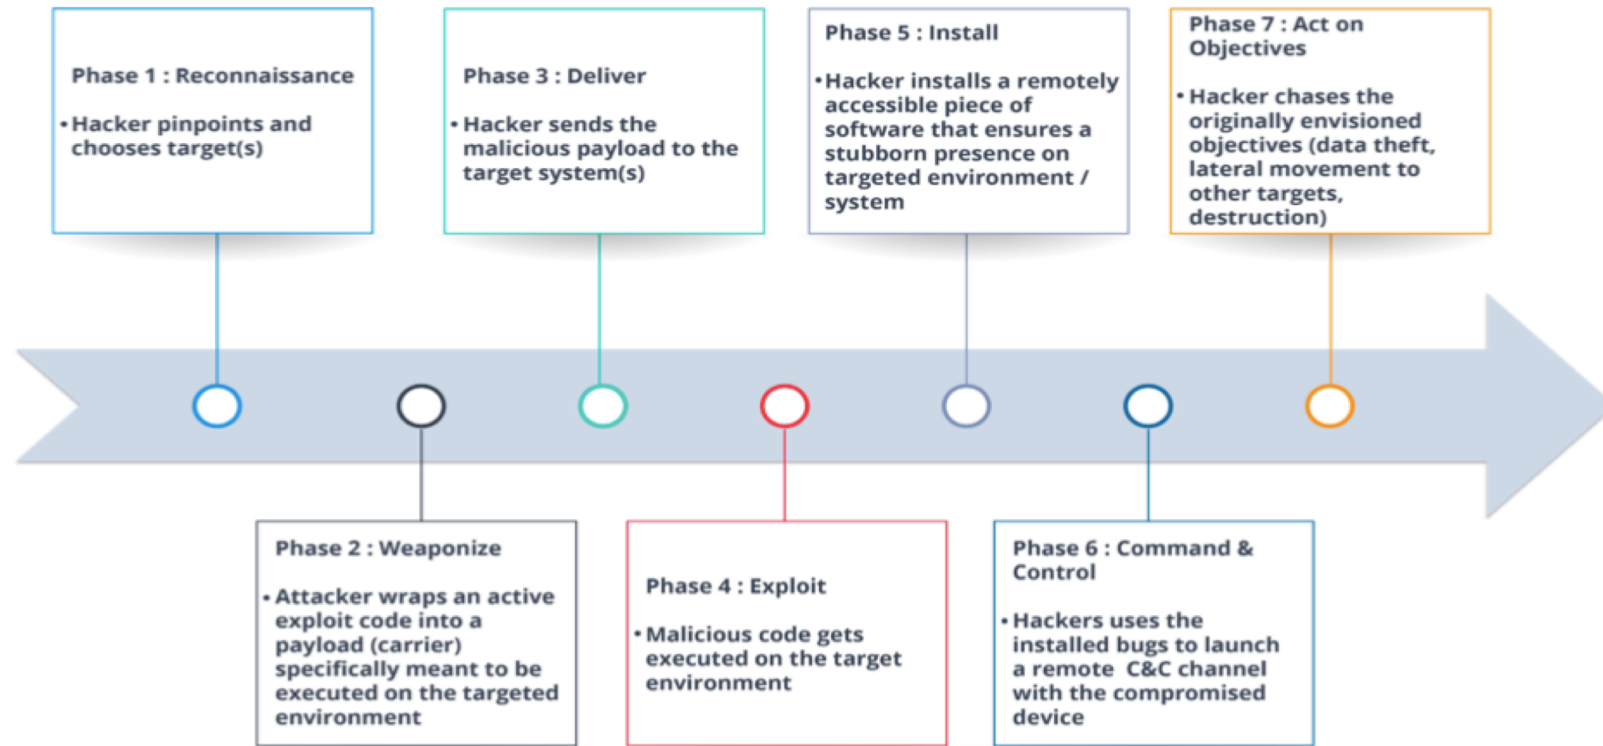 Phase 1 : Reconnaissance
• Hacker pinpoints and
chooses target(s)
Phase 2 : Weaponize
• Attacker wraps an active
exploit code into a
payload (carrier)
specifically meant to be
executed on the targeted
environment
Phase 3 : Deliver
• Hacker sends the
malicious payload to the
target system(s)
Phase 4 : Exploit
• Malicious code gets
executed on the target
environment
Phase 5 : Install
• Hacker installs a remotely
accessible piece of
software that ensures a
stubborn presence on
targeted environment /
system
Phase 6 : Command &
Control
• Hackers uses the
installed bugs to launch
a remote C&C channel
with the compromised
device
Phase 7 : Act on
Objectives
• Hacker chases the
originally envisioned
objectives (data theft,
lateral movement to
other targets,
destruction)